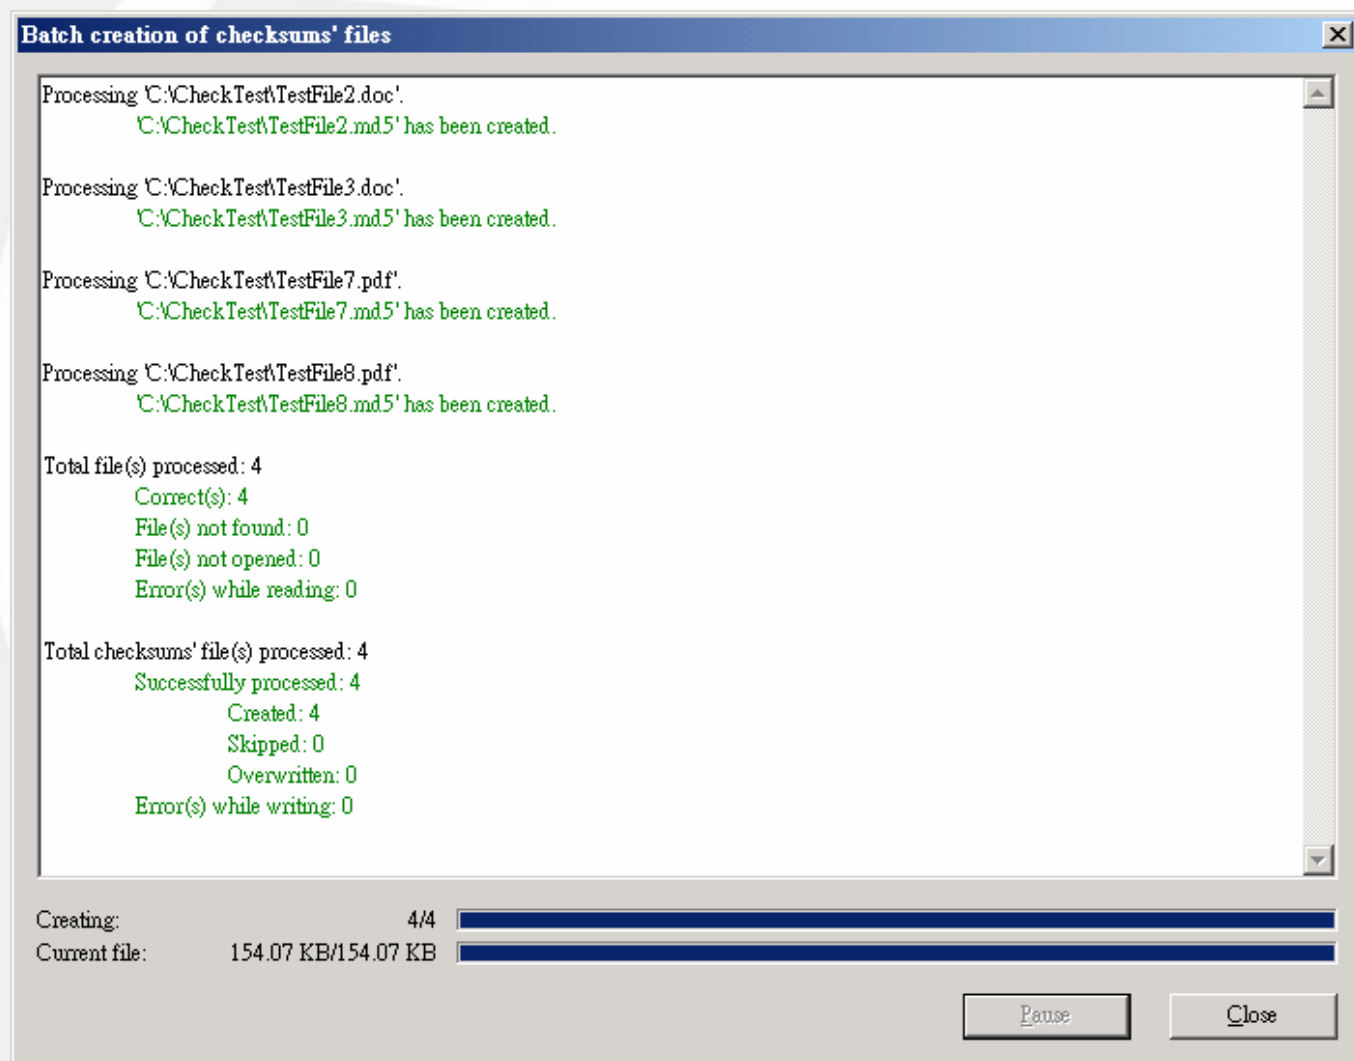 Batch creation of checksums' files
Processing 'C:\CheckTest\TestFile2.doc'.
'C:\CheckTest\TestFile2.md5' has been created.
Processing 'C:\CheckTest\TestFile3.doc'.
'C:\CheckTest\TestFile3.md5' has been created.
Processing 'C:\CheckTest\TestFile7.pdf'.
'C:\CheckTest\TestFile7.md5' has been created.
Processing 'C:\CheckTest\TestFile8.pdf'.
'C:\CheckTest\TestFile8.md5' has been created.
Total file(s) processed: 4
Correct(s): 4
File(s) not found: 0
File(s) not opened: 0
Error(s) while reading: 0
Total checksums' file(s) processed: 4
Successfully processed: 4
Created: 4
Skipped: 0
Overwritten: 0
Error(s) while writing: 0
Creating: 4/4
Current file: 154.07 KB/154.07 KB
Pause Close